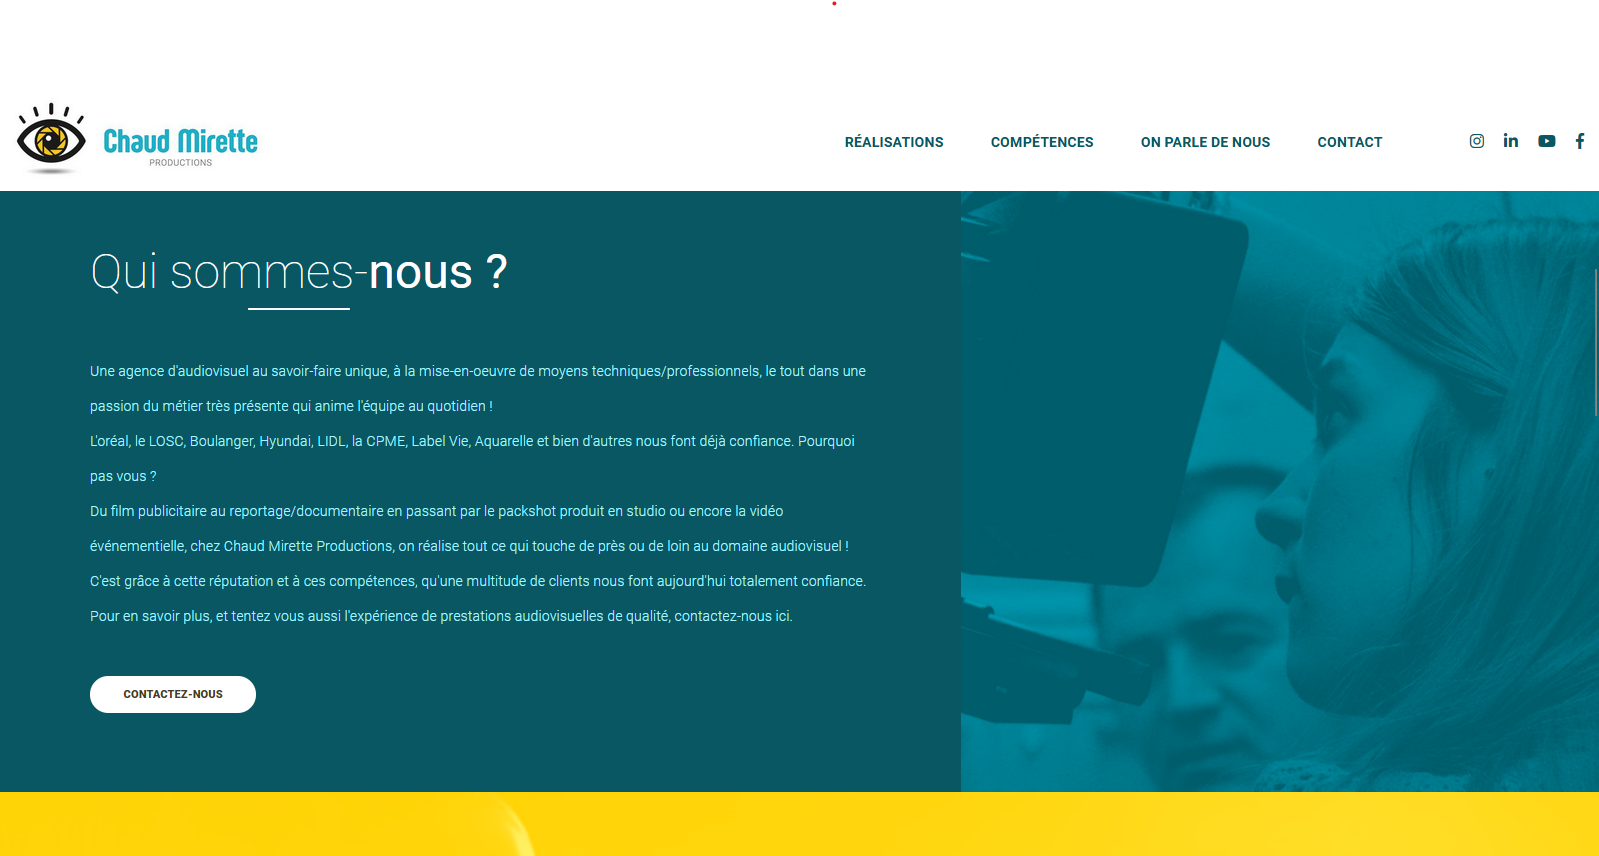 Chaud Mirette
PRODUCTIONS
RÉALISATIONS
COMPÉTENCES
ON PARLE DE NOUS
CONTACT
Qui sommes-nous ?
Une agence d'audiovisuel au savoir-faire unique, à la mise-en-oeuvre de moyens techniques/professionnels, le tout dans une
passion du métier très présente qui anime l'équipe au quotidien !
L'oréal, le LOSC, Boulanger, Hyundai, LIDL, la CPME, Label Vie, Aquarelle et bien d'autres nous font déjà confiance. Pourquoi
pas vous ?
Du film publicitaire au reportage/documentaire en passant par le packshot produit en studio ou encore la vidéo
événementielle, chez Chaud Mirette Productions, on réalise tout ce qui touche de près ou de loin au domaine audiovisuel !
C'est grâce à cette réputation et à ces compétences, qu'une multitude de clients nous font aujourd'hui totalement confiance.
Pour en savoir plus, et tentez vous aussi l'expérience de prestations audiovisuelles de qualité, contactez-nous ici.
CONTACTEZ-NOUS